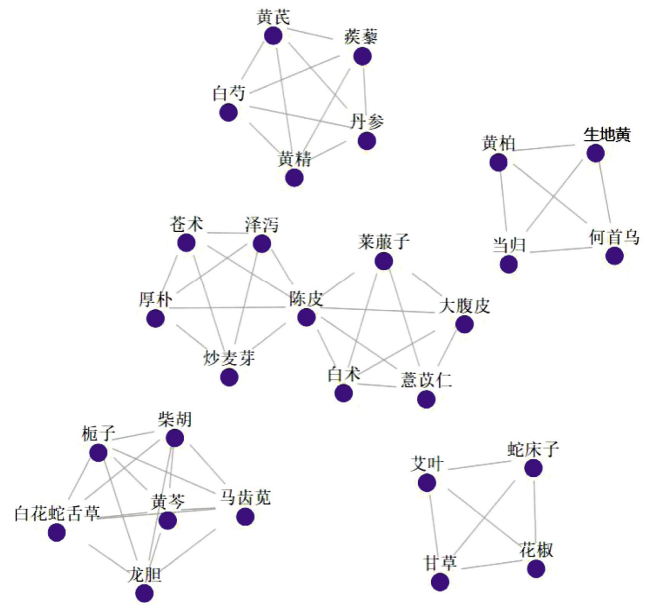 黄芪
蒺藜
白芍
丹参
黄精
黄柏
生地黄
当归
何首乌
苍术
泽泻
莱菔子
厚朴
陈皮
大腹皮
炒麦芽
白术
薏苡仁
栀子
柴胡
黄芩
马齿苋
白花蛇舌草
龙胆
艾叶
蛇床子
甘草
花椒